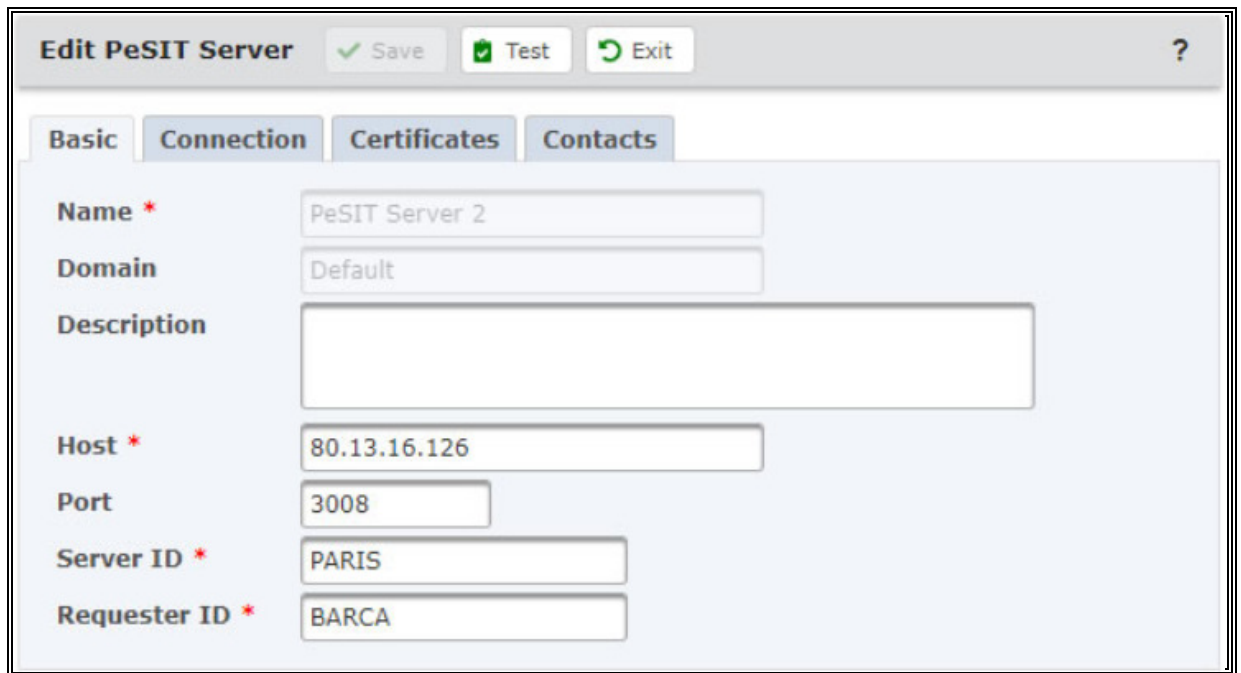 Edit PeSIT Server Save Test Exit ?
Basic Connection Certificates Contacts
Name * PeSIT Server 2
Domain Default
Description
Host * 80.13.16.126
Port 3008
Server ID * PARIS
Requester ID * BARCA